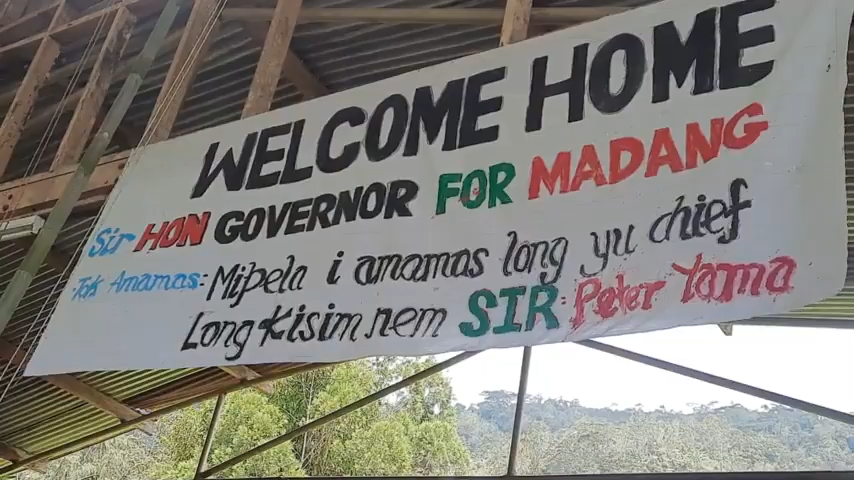 WELCOME HOME
Sir HON GOVERNOR FOR MADANG
Tok Amamas: Mipela i amamas long yu chief
Long Kisim nem SIR: Peter Yama